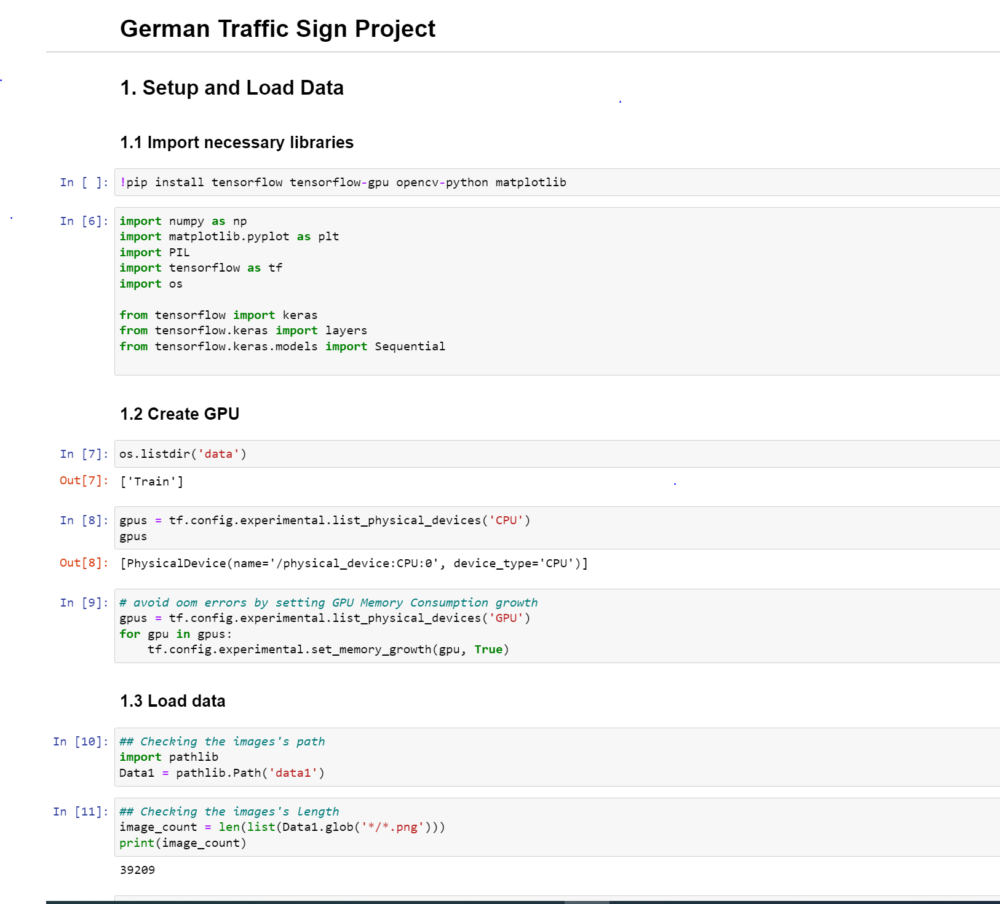 German Traffic Sign Project
1. Setup and Load Data
1.1 Import necessary libraries
In [ ]: !pip install tensorflow tensorflow-gpu opencv-python matplotlib
In [6]: import numpy as np
import matplotlib.pyplot as plt
import PIL
import tensorflow as tf
import os
from tensorflow import keras
from tensorflow.keras import layers
from tensorflow.keras.models import Sequential
1.2 Create GPU
In [7]: os.listdir('data')
Out[7]: ['Train']
In [8]: gpus = tf.config.experimental.list_physical_devices('CPU')
gpus
Out[8]: [PhysicalDevice(name='/physical_device:CPU:0', device_type='CPU')]
In [9]: # avoid oom errors by setting GPU Memory Consumption growth
gpus = tf.config.experimental.list_physical_devices('GPU')
for gpu in gpus:
    tf.config.experimental.set_memory_growth(gpu, True)
1.3 Load data
In [10]: ## Checking the images's path
import pathlib
Data1 = pathlib.Path('data1')
In [11]: ## Checking the images's length
image_count = len(list(Data1.glob('*/*.png')))
print(image_count)
39209